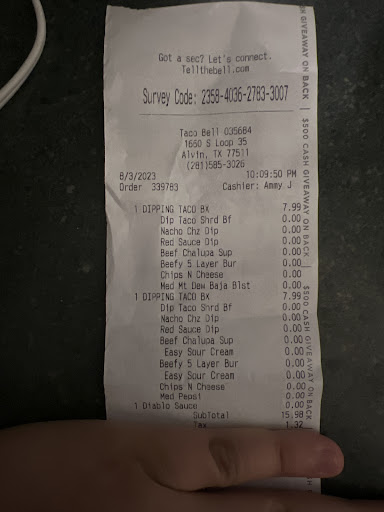 Got a sec? Let's connect.
Tellthebell.com
Survey Code: 2358-4036-2783-3007
Taco Bell 035684
1660 S Loop 35
Alvin, TX 77511
(281)585-3026
8/3/2023 10:09:50 PM
Order 339783 Cashier: Ammy J
1 DIPPING TACO BX 7.99
Dip Taco Shrd Bf 0.00
Nacho Chz Dip 0.00
Red Sauce Dip 0.00
Beef Chalupa Sup 0.00
Beefy 5 Layer Bur 0.00
Chips N Cheese 0.00
Med Mt Dew Baja Blst 0.00
1 DIPPING TACO BX 7.99
Dip Taco Shrd Bf 0.00
Nacho Chz Dip 0.00
Red Sauce Dip 0.00
Beef Chalupa Sup 0.00
Easy Sour Cream 0.00
Beefy 5 Layer Bur 0.00
Easy Sour Cream 0.00
Chips N Cheese 0.00
Med Pepsi 0.00
1 Diablo Sauce 0.00
SubTotal 15.98
Tax 1.32
GIVEAWAY ON BACK | $500 CASH GIVEAWAY ON BACK | $500 CASH GIVEAWAY ON BACK